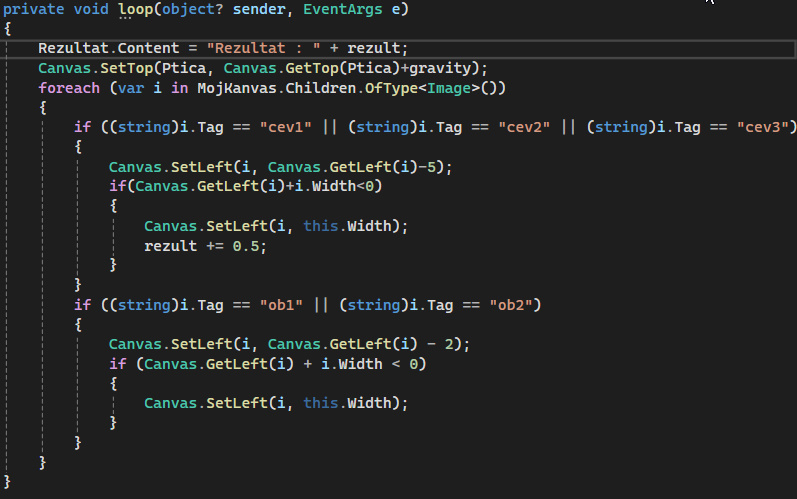 private void loop(object? sender, EventArgs e)
{
Rezultat.Content = "Rezultat : " + rezult;
Canvas.SetTop(Ptica, Canvas.GetTop(Ptica)+gravity);
foreach (var i in MojKanvas.Children.OfType<Image>())
{
if ((string)i.Tag == "cev1" || (string)i.Tag == "cev2" || (string)i.Tag == "cev3")
{
Canvas.SetLeft(i, Canvas.GetLeft(i)-5);
if(Canvas.GetLeft(i)+i.Width<0)
{
Canvas.SetLeft(i, this.Width);
rezult += 0.5;
}
}
if ((string)i.Tag == "ob1" || (string)i.Tag == "ob2")
{
Canvas.SetLeft(i, Canvas.GetLeft(i) - 2);
if (Canvas.GetLeft(i) + i.Width < 0)
{
Canvas.SetLeft(i, this.Width);
}
}
}
}